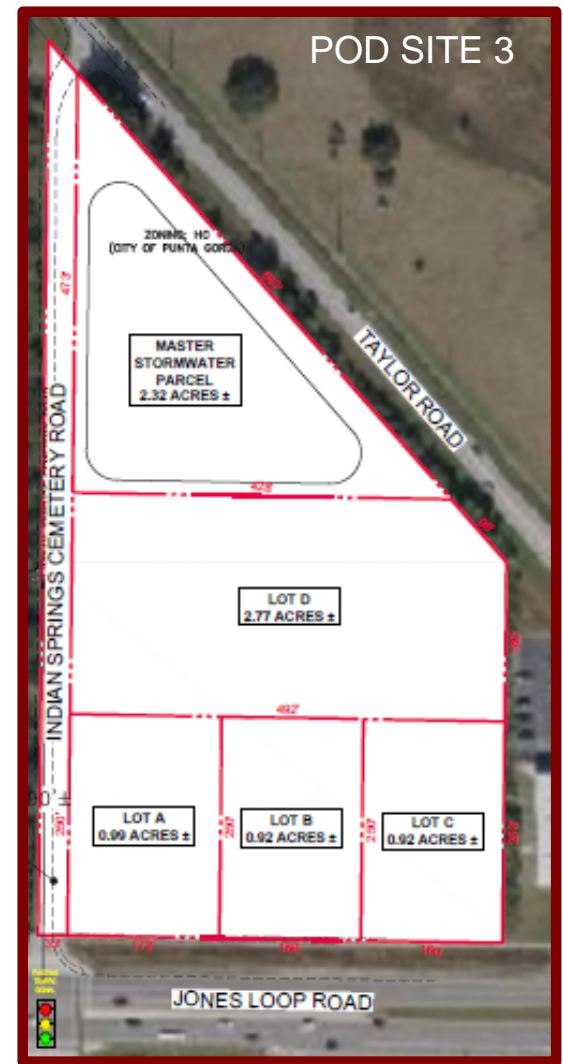 POD SITE 3
ZONING: HC
(CITY OF PUNTA
473'
MASTER
STORMWATER
PARCEL
2.32 ACRES ±
TAYLOR ROAD
INDIAN SPRINGS CEMETERY ROAD
LOT D
2.77 ACRES ±
492'
LOT A
0.99 ACRES ±
LOT B
0.92 ACRES ±
LOT C
0.92 ACRES ±
JONES LOOP ROAD